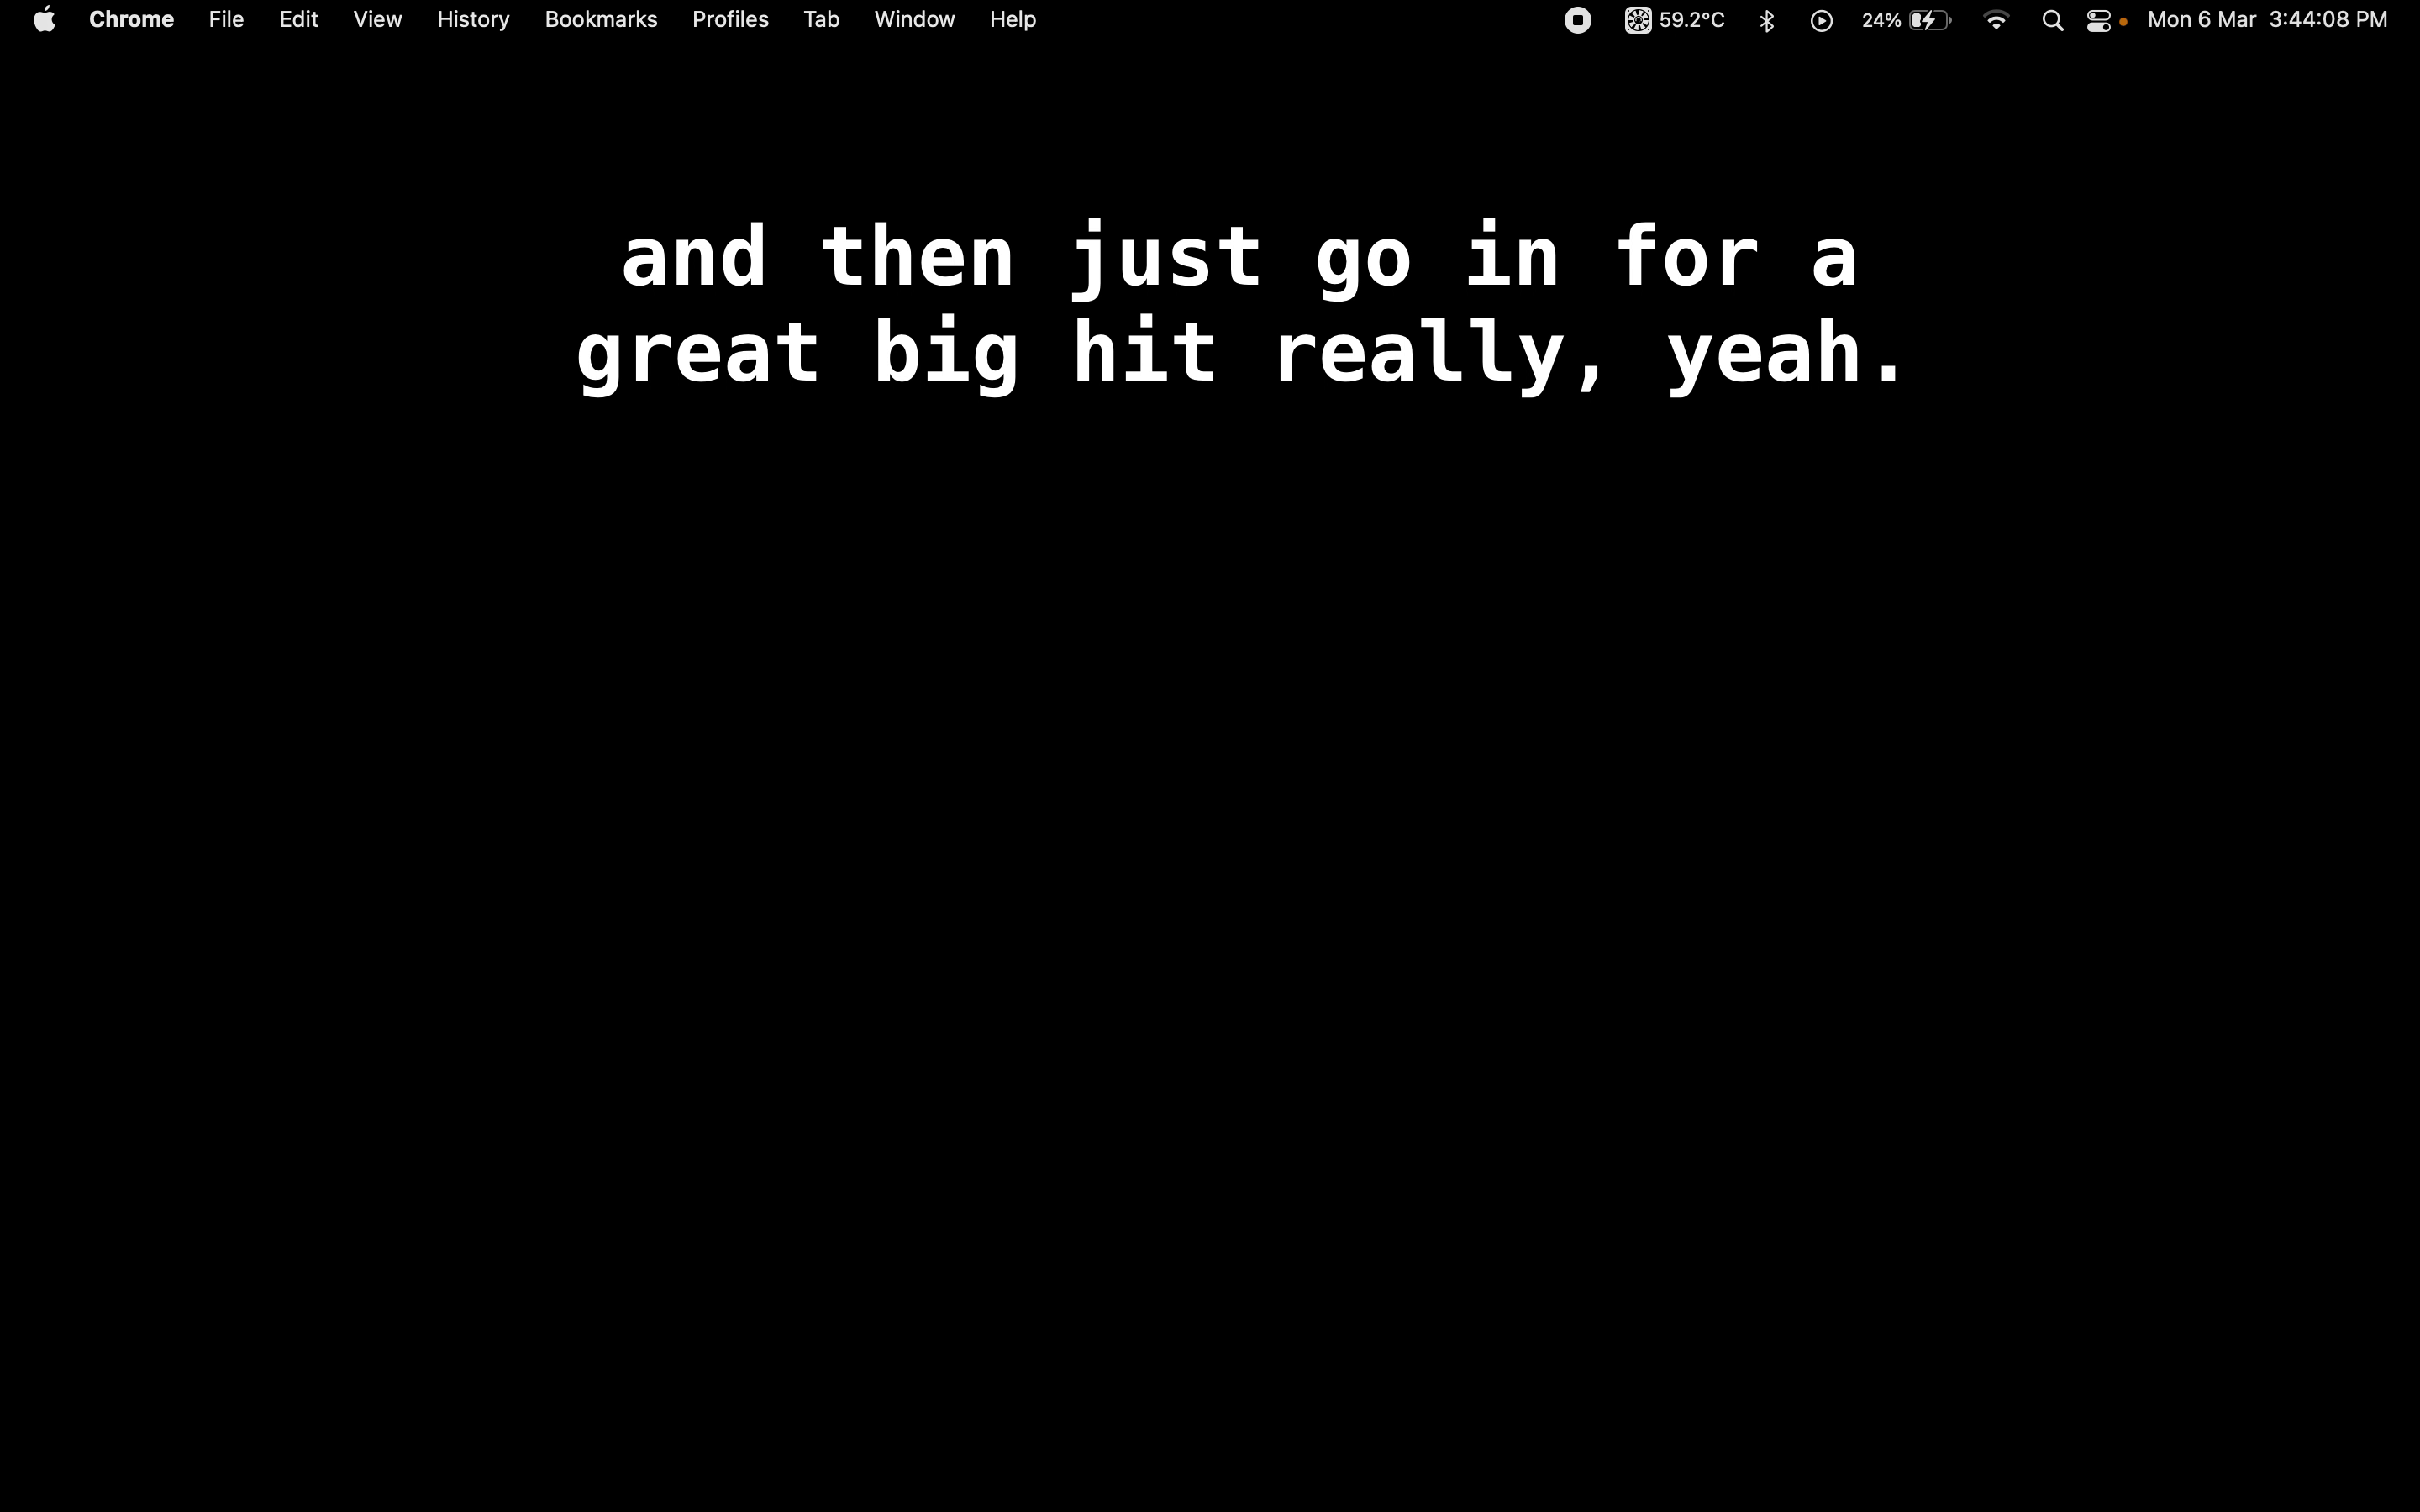 Chrome File Edit View History Bookmarks Profiles Tab Window Help 59.2°C 24% Mon 6 Mar 3:44:08 PM
and then just go in for a
great big hit really, yeah.